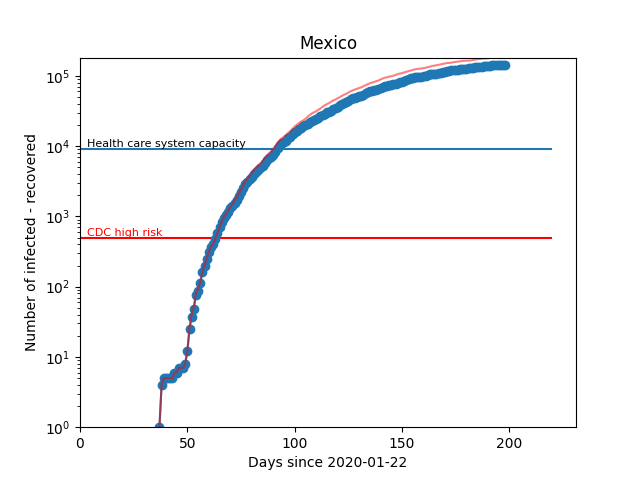 Mexico
Number of infected - recovered
10^5
10^4
10^3
10^2
10^1
10^0
Health care system capacity
CDC high risk
0 50 100 150 200
Days since 2020-01-22